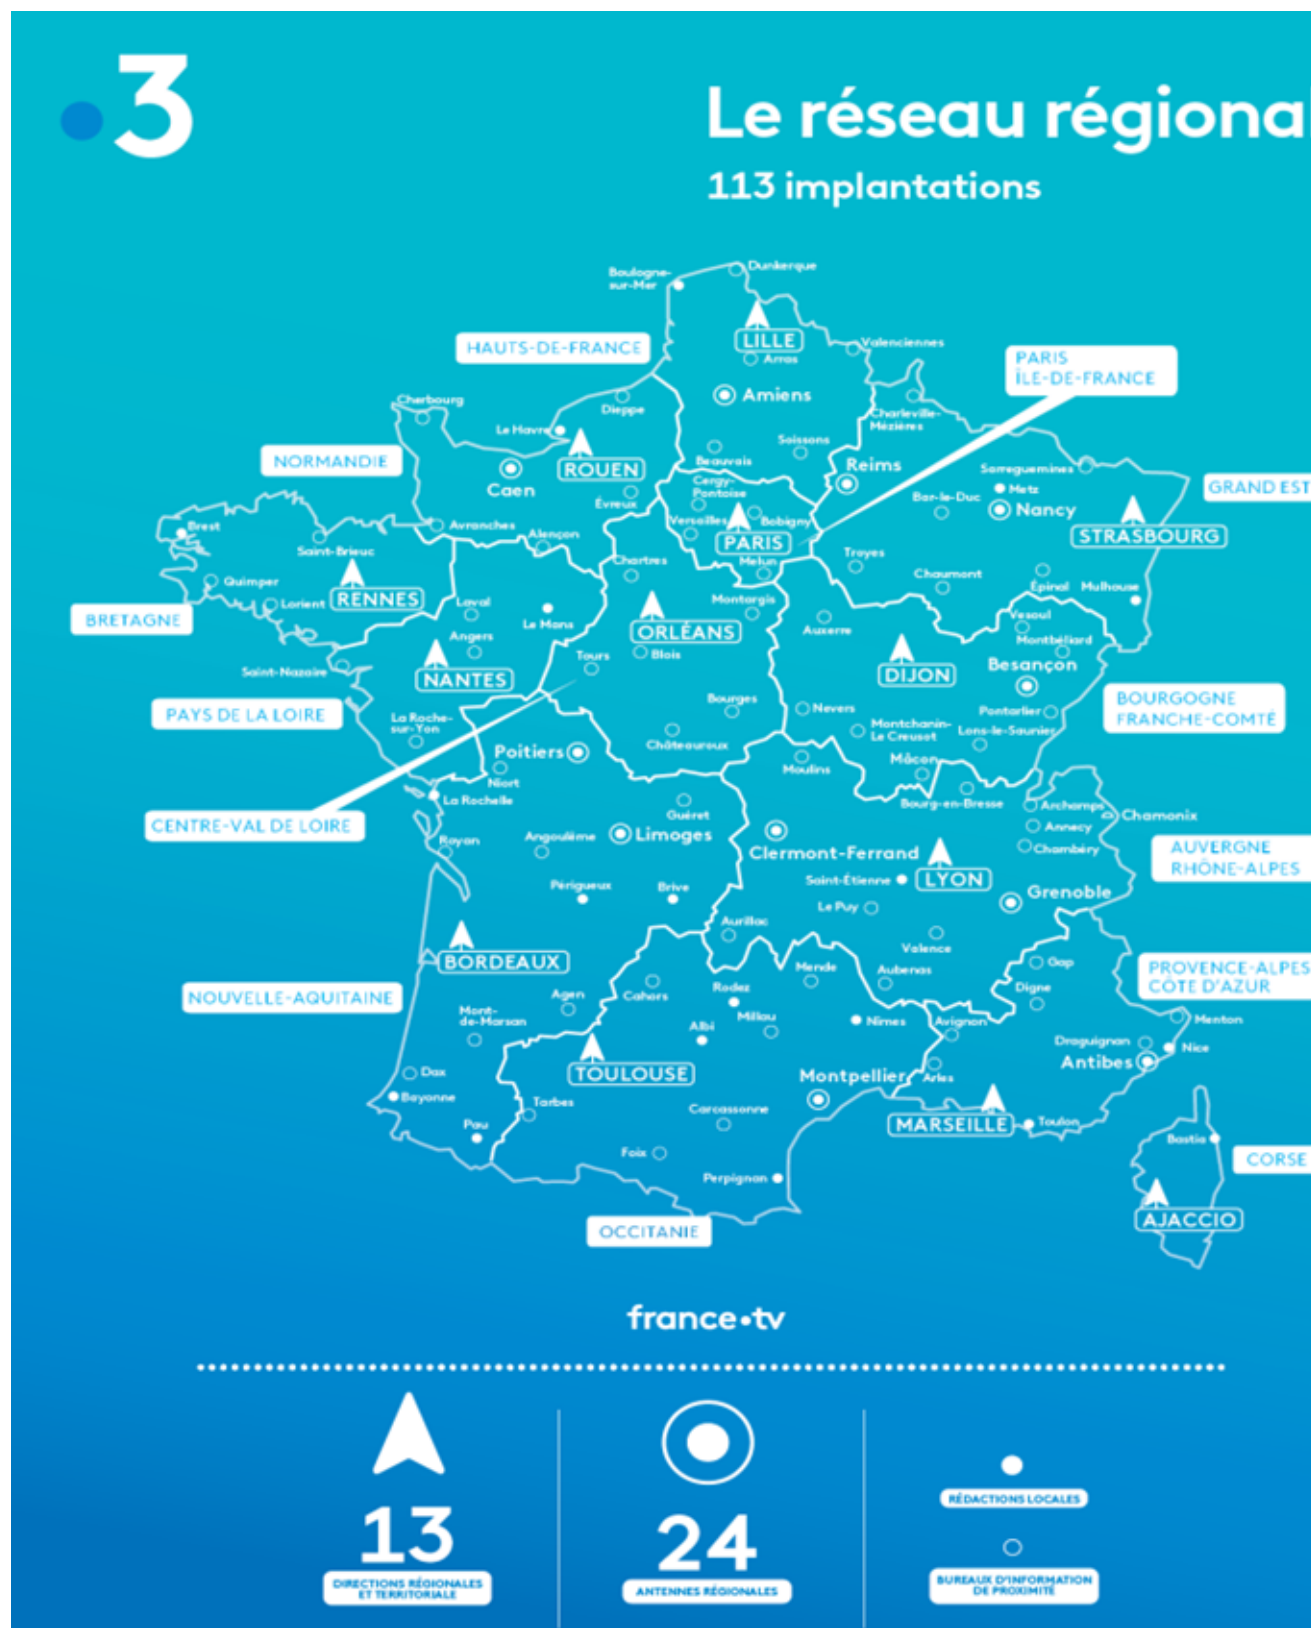 3
Le réseau régiona
113 implantations
Boulogne-
sur-Mer
Dunkerque
LILLE
HAUTS-DE-FRANCE
Arras
Valenciennes
PARIS
ÎLE-DE-FRANCE
Amiens
Cherbourg
Dieppe
Charleville-
Mézières
Le Havre
ROUEN
Soissons
Beauvais
NORMANDIE
Caen
Reims
Sarreguemines
Cergy-
Pontoise
Metz
GRAND EST
Évreux
Bar-le-Duc
Nancy
Brest
Avranches
Versailles
Bobigny
STRASBOURG
Alençon
PARIS
Saint-Brieuc
Chartres
Melun
Troyes
Quimper
Chaumont
Épinal
Mulhouse
RENNES
Lorient
Laval
Montargis
BRETAGNE
Le Mans
ORLÉANS
Auxerre
Vesoul
Angers
Montbéliard
Tours
Blois
Besançon
Saint-Nazaire
NANTES
DIJON
PAYS DE LA LOIRE
Bourges
Nevers
Pontarlier
BOURGOGNE
FRANCHE-COMTÉ
La Roche-
sur-Yon
Montchanin-
Le Creusot
Lons-le-Saunier
Châteauroux
Poitiers
Mâcon
Moulins
Niort
La Rochelle
Bourg-en-Bresse
Archamps
Chamonix
Guéret
CENTRE-VAL DE LOIRE
Annecy
Royan
Angoulême
Limoges
Clermont-Ferrand
Chambéry
AUVERGNE
RHÔNE-ALPES
Périgueux
Brive
Saint-Étienne
LYON
Grenoble
Le Puy
Aurillac
Valence
BORDEAUX
Mende
Aubenas
Gap
PROVENCE-ALPES
CÔTE D'AZUR
NOUVELLE-AQUITAINE
Agen
Cahors
Rodez
Digne
Mont-
de-Marsan
Millau
Albi
Nîmes
Avignon
Menton
Draguignan
Nice
Antibes
TOULOUSE
Dax
Montpellier
Arles
Bayonne
Tarbes
Carcassonne
MARSEILLE
Toulon
Pau
Bastia
Foix
CORSE
Perpignan
AJACCIO
OCCITANIE
france•tv
13
DIRECTIONS RÉGIONALES
ET TERRITORIALE
24
ANTENNES RÉGIONALES
RÉDACTIONS LOCALES
BUREAUX D'INFORMATION
DE PROXIMITÉ